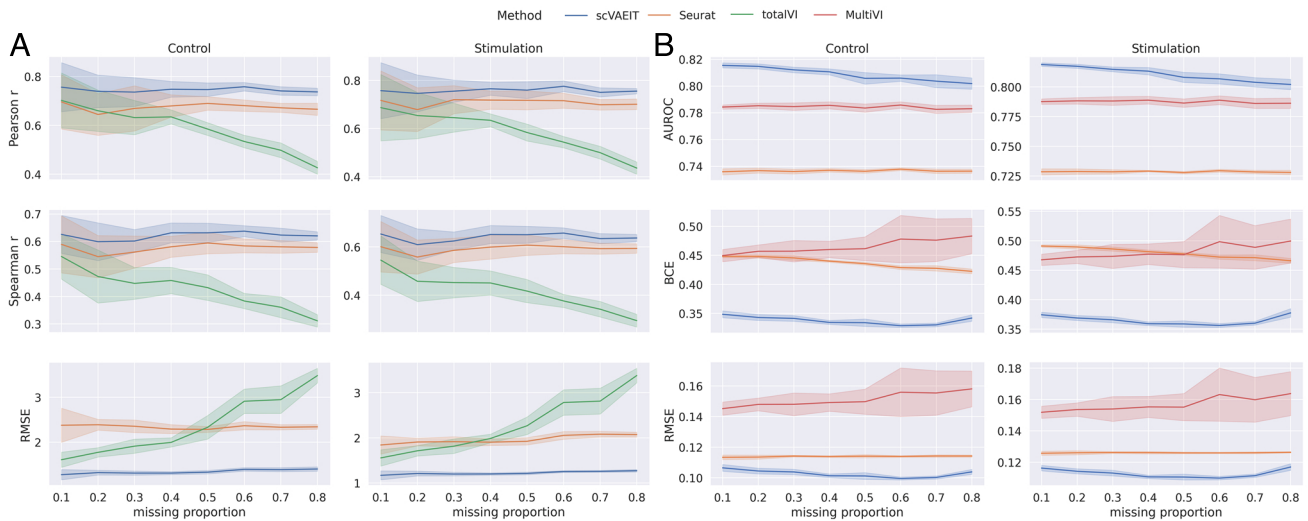 Method scVAEIT Seurat totalVI MultiVI
A
B
Control
Stimulation
Control
Stimulation
Pearson r
0.8
0.6
0.4
0.8
0.6
0.4
AUROC
0.82
0.80
0.78
0.76
0.74
0.800
0.775
0.750
0.725
Spearman r
0.7
0.6
0.5
0.4
0.3
0.6
0.4
BCE
0.50
0.45
0.40
0.35
0.55
0.50
0.45
0.40
0.35
RMSE
3
2
3
2
1
RMSE
0.16
0.14
0.12
0.10
0.18
0.16
0.14
0.12
0.1 0.2 0.3 0.4 0.5 0.6 0.7 0.8
0.1 0.2 0.3 0.4 0.5 0.6 0.7 0.8
0.1 0.2 0.3 0.4 0.5 0.6 0.7 0.8
0.1 0.2 0.3 0.4 0.5 0.6 0.7 0.8
missing proportion
missing proportion
missing proportion
missing proportion